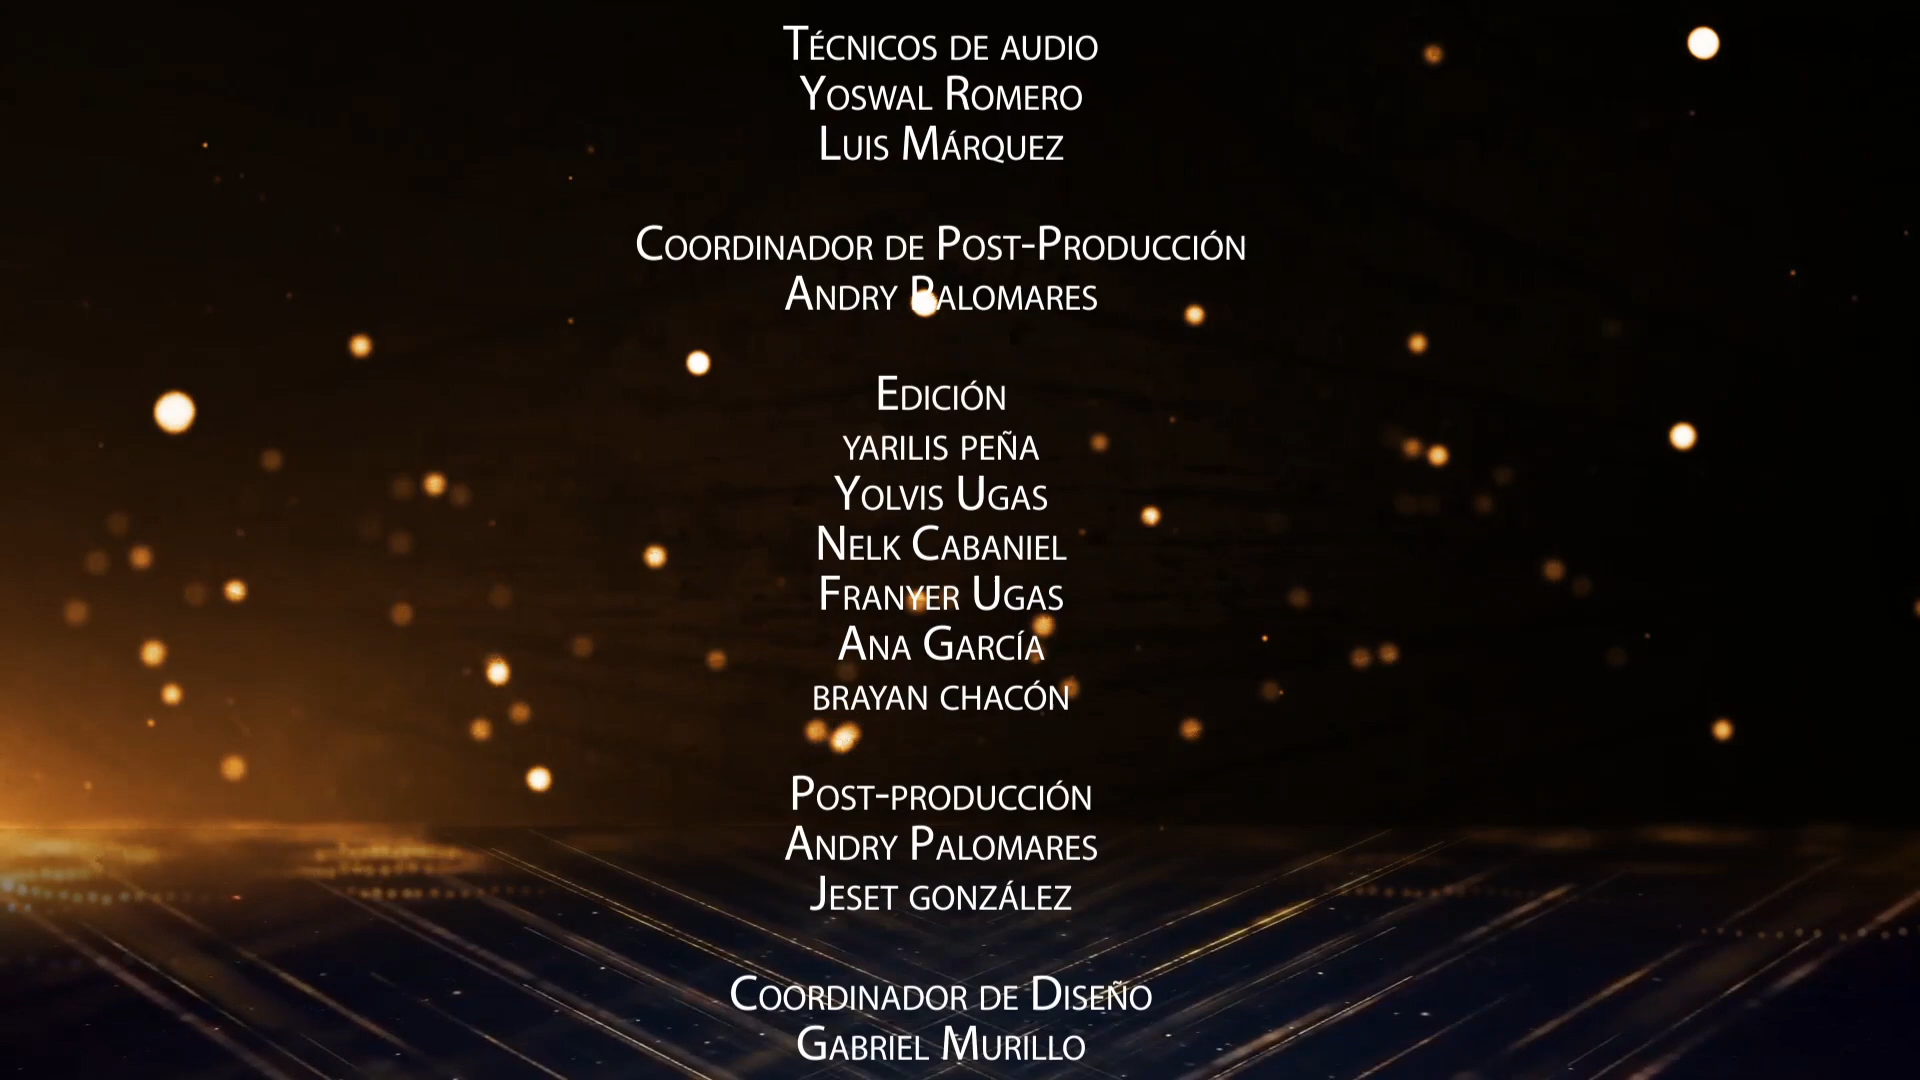 Técnicos de audio
Yoswal Romero
Luis Márquez
Coordinador de Post-Producción
Andry Palomares
Edición
yarilis peña
Yolvis Ugas
Nelk Cabaniel
Franyer Ugas
Ana García
brayan chacón
Post-producción
Andry Palomares
Jeset gonzález
Coordinador de Diseño
Gabriel Murillo